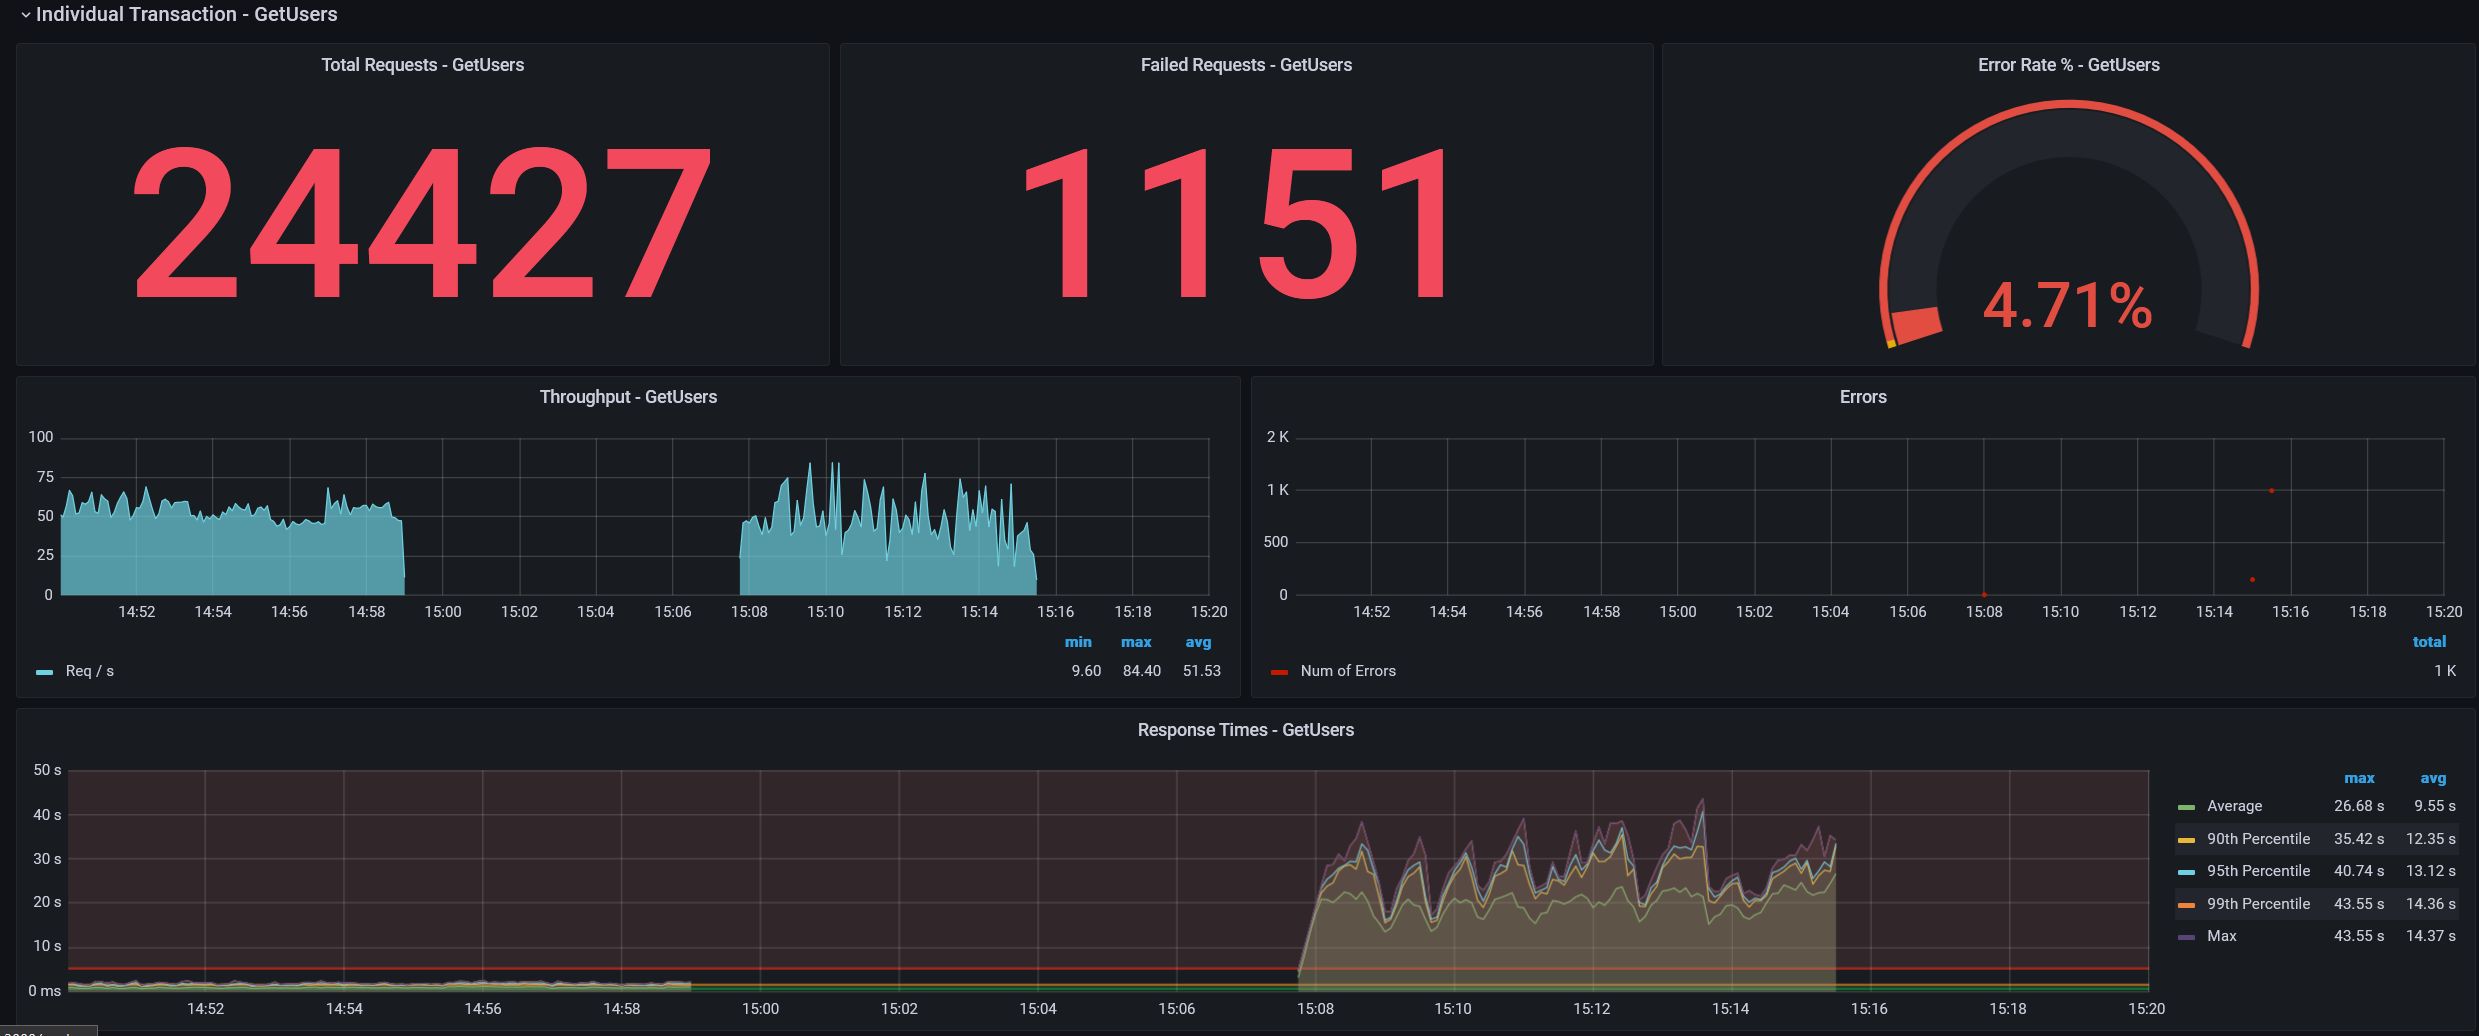 Individual Transaction - GetUsers
Total Requests - GetUsers
24427
Failed Requests - GetUsers
1151
Error Rate % - GetUsers
4.71%
Throughput - GetUsers
100
75
50
25
0
14:52 14:54 14:56 14:58 15:00 15:02 15:04 15:06 15:08 15:10 15:12 15:14 15:16 15:18 15:20
min max avg
Req / s 9.60 84.40 51.53
Errors
2 K
1 K
500
0
14:52 14:54 14:56 14:58 15:00 15:02 15:04 15:06 15:08 15:10 15:12 15:14 15:16 15:18 15:20
total
Num of Errors 1 K
Response Times - GetUsers
50 s
40 s
30 s
20 s
10 s
0 ms
14:52 14:54 14:56 14:58 15:00 15:02 15:04 15:06 15:08 15:10 15:12 15:14 15:16 15:18 15:20
max avg
Average 26.68 s 9.55 s
90th Percentile 35.42 s 12.35 s
95th Percentile 40.74 s 13.12 s
99th Percentile 43.55 s 14.36 s
Max 43.55 s 14.37 s